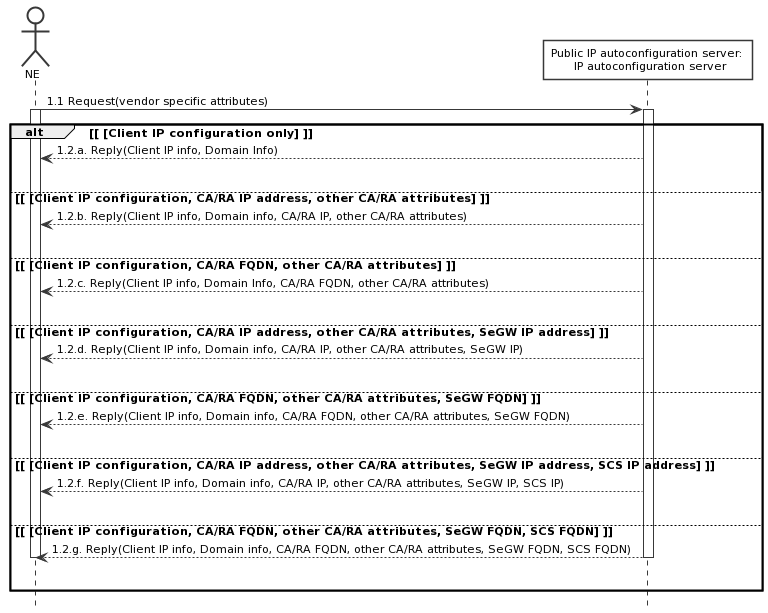 NE
Public IP autoconfiguration server:
IP autoconfiguration server
1.1 Request(vendor specific attributes)
alt [[ [Client IP configuration only] ]]
1.2.a. Reply(Client IP info, Domain Info)
[[ [Client IP configuration, CA/RA IP address, other CA/RA attributes] ]]
1.2.b. Reply(Client IP info, Domain info, CA/RA IP, other CA/RA attributes)
[[ [Client IP configuration, CA/RA FQDN, other CA/RA attributes] ]]
1.2.c. Reply(Client IP info, Domain Info, CA/RA FQDN, other CA/RA attributes)
[[ [Client IP configuration, CA/RA IP address, other CA/RA attributes, SeGW IP address] ]]
1.2.d. Reply(Client IP info, Domain info, CA/RA IP, other CA/RA attributes, SeGW IP)
[[ [Client IP configuration, CA/RA FQDN, other CA/RA attributes, SeGW FQDN] ]]
1.2.e. Reply(Client IP info, Domain info, CA/RA FQDN, other CA/RA attributes, SeGW FQDN)
[[ [Client IP configuration, CA/RA IP address, other CA/RA attributes, SeGW IP address, SCS IP address] ]]
1.2.f. Reply(Client IP info, Domain info, CA/RA IP, other CA/RA attributes, SeGW IP, SCS IP)
[[ [Client IP configuration, CA/RA FQDN, other CA/RA attributes, SeGW FQDN, SCS FQDN] ]]
1.2.g. Reply(Client IP info, Domain info, CA/RA FQDN, other CA/RA attributes, SeGW FQDN, SCS FQDN)